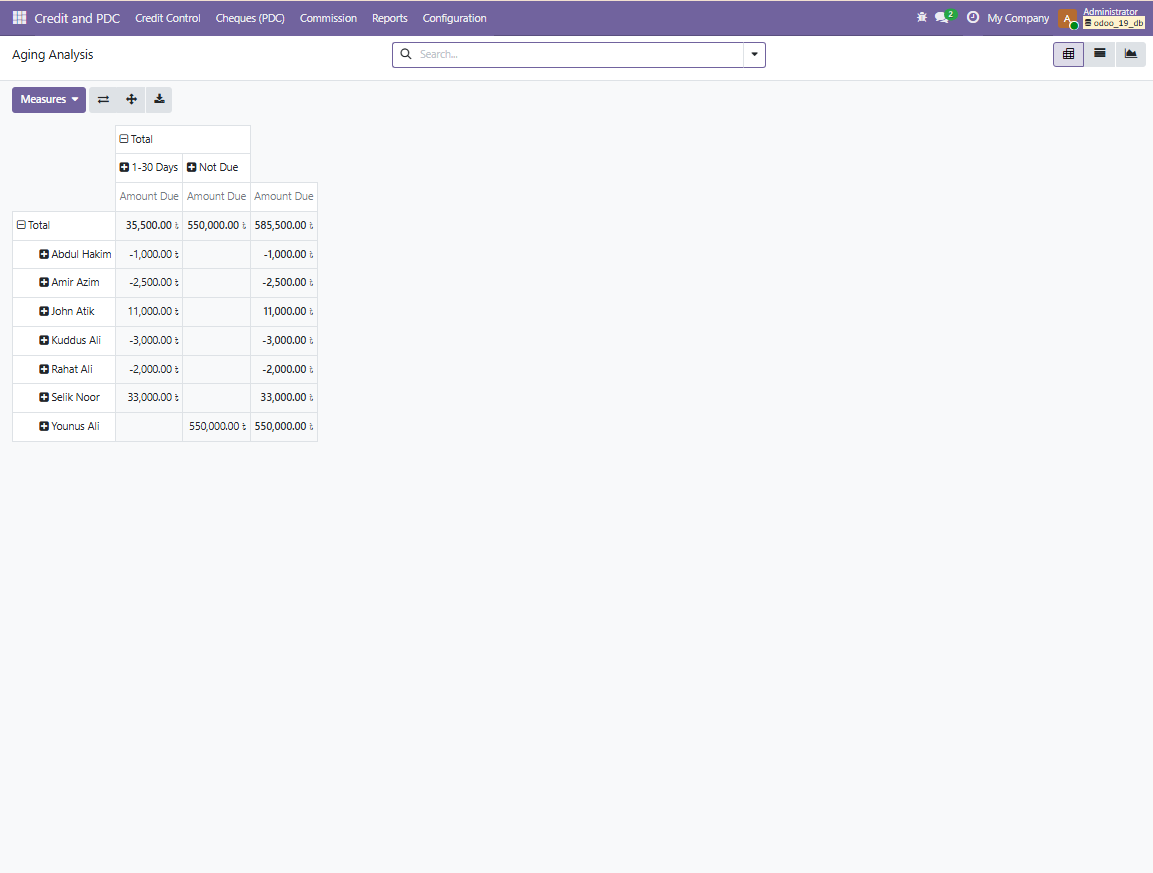 Credit and PDC Credit Control Cheques (PDC) Commission Reports Configuration 2 My Company A Administrator
odoo_19_db
Aging Analysis Search...
Measures
Total
1-30 Days Not Due
Amount Due Amount Due Amount Due
Total 35,500.00 ৳ 550,000.00 ৳ 585,500.00 ৳
Abdul Hakim -1,000.00 ৳ -1,000.00 ৳
Amir Azim -2,500.00 ৳ -2,500.00 ৳
John Atik 11,000.00 ৳ 11,000.00 ৳
Kuddus Ali -3,000.00 ৳ -3,000.00 ৳
Rahat Ali -2,000.00 ৳ -2,000.00 ৳
Selik Noor 33,000.00 ৳ 33,000.00 ৳
Younus Ali 550,000.00 ৳ 550,000.00 ৳